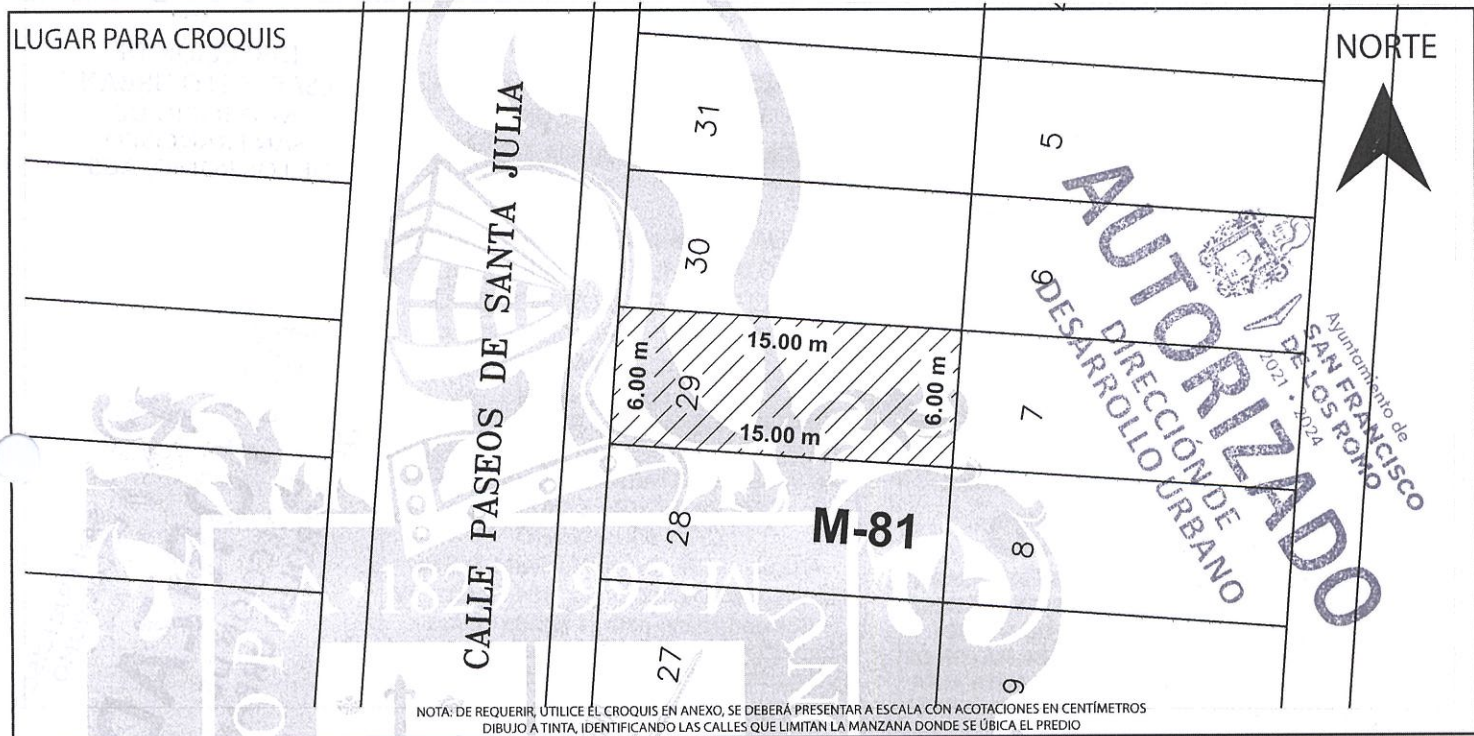 LUGAR PARA CROQUIS
NORTE
CALLE PASEOS DE SANTA JULIA
31
5
30
6
15.00 m
6.00 m
29
6.00 m
15.00 m
7
28
M-81
8
27
9
AUTORIZADO
DIRECCIÓN DE
DESARROLLO URBANO
Ayuntamiento de
SAN FRANCISCO
DE LOS ROMO
2021 • 2024
A • 1821 1992
NOTA: DE REQUERIR, UTILICE EL CROQUIS EN ANEXO, SE DEBERÁ PRESENTAR A ESCALA CON ACOTACIONES EN CENTÍMETROS
DIBUJO A TINTA, IDENTIFICANDO LAS CALLES QUE LIMITAN LA MANZANA DONDE SE ÚBICA EL PREDIO